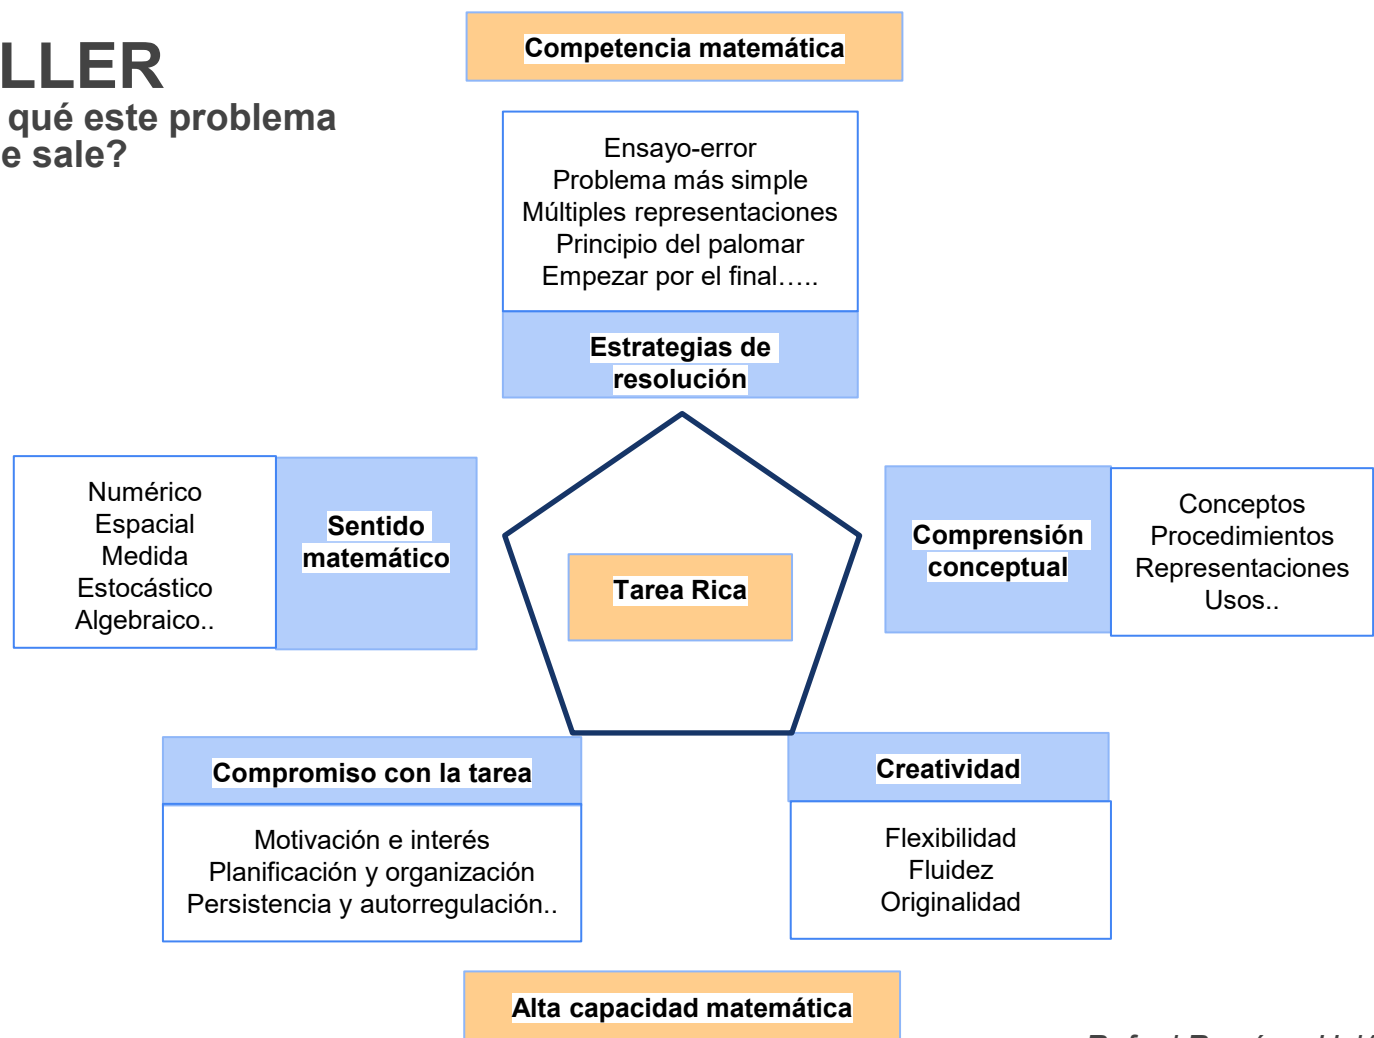 LLER
qué este problema
e sale?
Competencia matemática
Ensayo-error
Problema más simple
Múltiples representaciones
Principio del palomar
Empezar por el final…..
Estrategias de
resolución
Numérico
Espacial
Medida
Estocástico
Algebraico..
Sentido
matemático
Tarea Rica
Comprensión
conceptual
Conceptos
Procedimientos
Representaciones
Usos..
Compromiso con la tarea
Motivación e interés
Planificación y organización
Persistencia y autorregulación..
Creatividad
Flexibilidad
Fluidez
Originalidad
Alta capacidad matemática